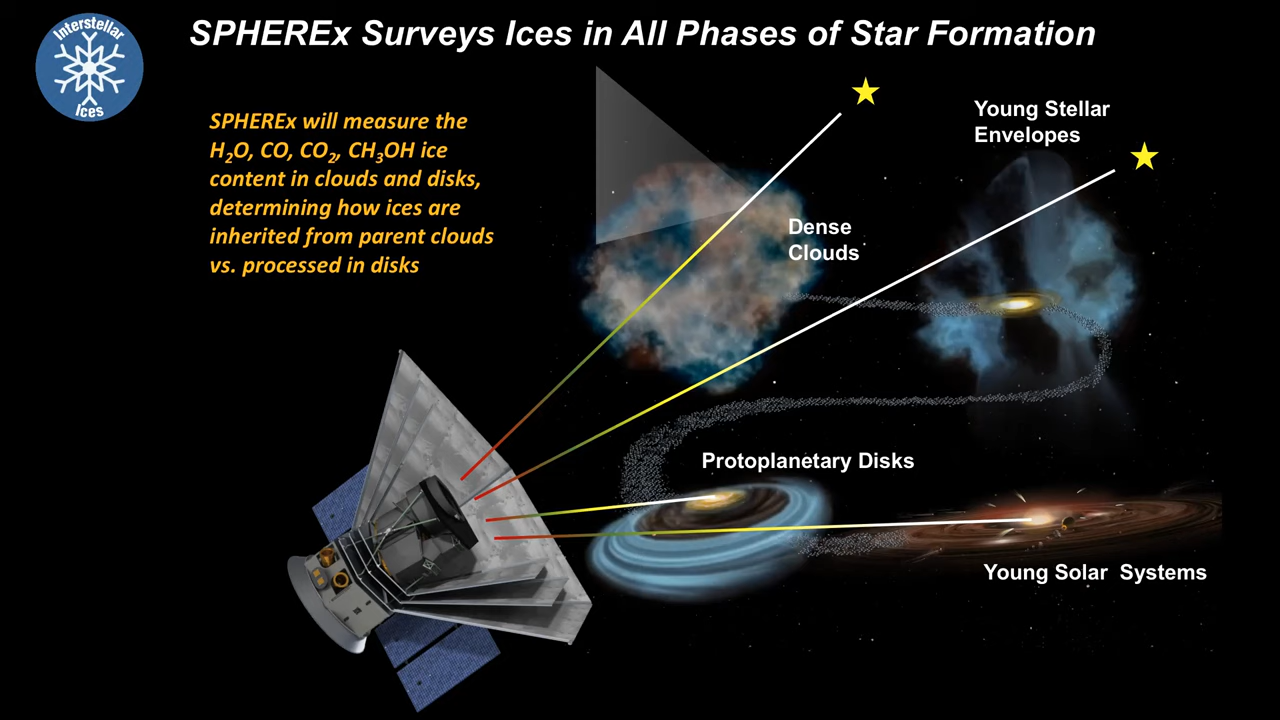 Interstellar
Ices
SPHEREx Surveys Ices in All Phases of Star Formation
SPHEREx will measure the
H₂O, CO, CO₂, CH₃OH ice
content in clouds and disks,
determining how ices are
inherited from parent clouds
vs. processed in disks
Young Stellar
Envelopes
Dense
Clouds
Protoplanetary Disks
Young Solar  Systems